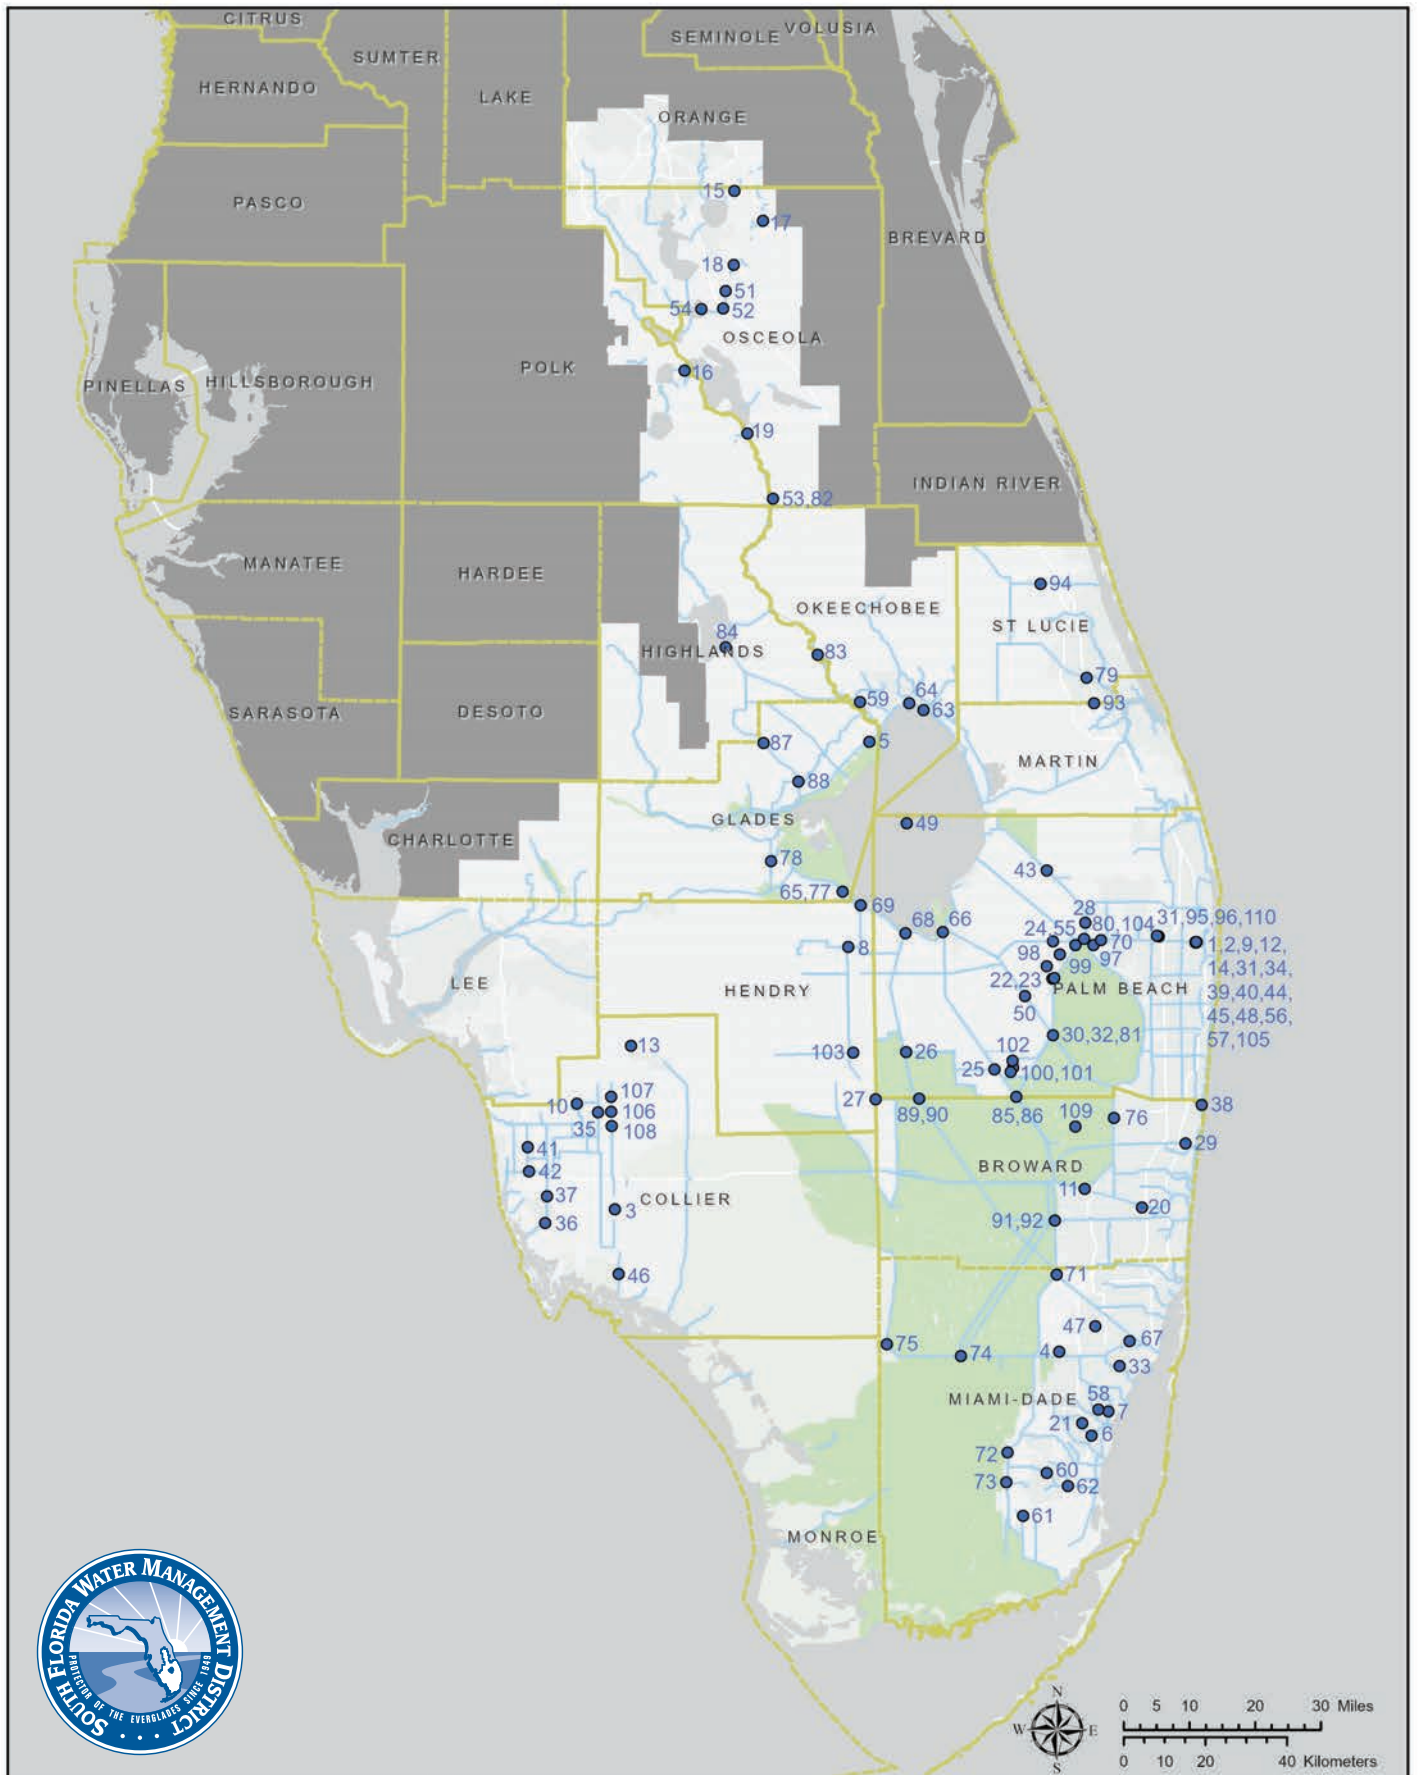 CITRUS
SEMINOLE
VOLUSIA
SUMTER
HERNANDO
LAKE
ORANGE
15
PASCO
17
BREVARD
18
51
54
52
OSCEOLA
POLK
16
PINELLAS
HILLSBOROUGH
19
INDIAN RIVER
53,82
MANATEE
HARDEE
94
OKEECHOBEE
ST LUCIE
84
HIGHLANDS
83
79
59
64
93
63
SARASOTA
DESOTO
87
5
MARTIN
88
GLADES
49
CHARLOTTE
78
43
65,77
69
28
31,95,96,110
68
66
24,55
80,104
70
1,2,9,12,
14,31,34,
39,40,44,
45,48,56,
57,105
8
98
99
97
22,23
PALM BEACH
LEE
HENDRY
50
30,32,81
13
103
26
102
25
100,101
107
10
106
35
108
27
89,90
85,86
109
76
38
41
29
42
BROWARD
37
COLLIER
11
3
20
36
91,92
46
71
47
67
75
74
4
33
MIAMI-DADE
58
7
21
6
72
60
73
62
61
MONROE
SOUTH FLORIDA WATER MANAGEMENT DISTRICT
PROTECTOR OF THE EVERGLADES SINCE 1949
N
W
E
S
0 5 10 20 30 Miles
0 10 20 40 Kilometers